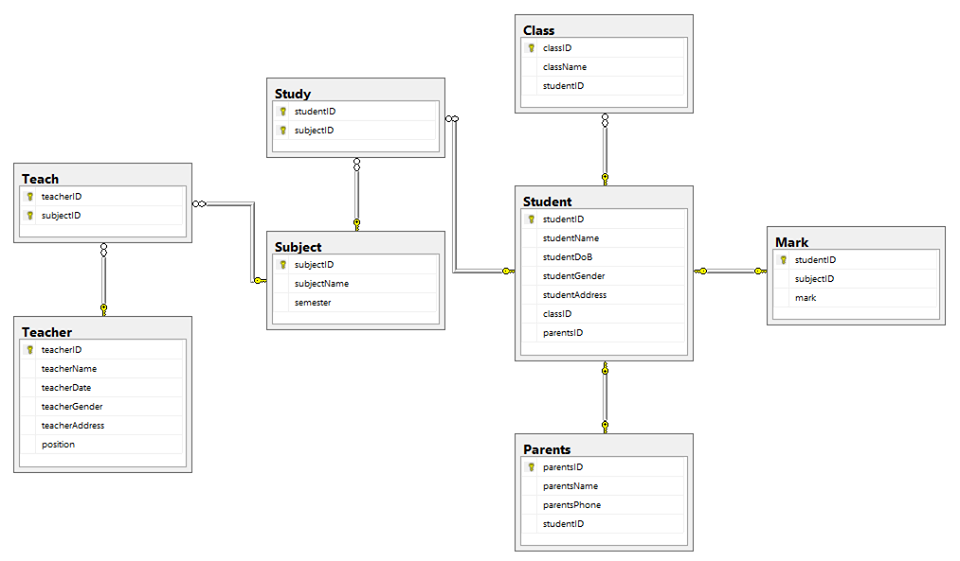 Class
classID
className
studentID
Study
studentID
subjectID
Teach
teacherID
subjectID
Student
studentID
studentName
studentDoB
studentGender
studentAddress
classID
parentsID
Mark
studentID
subjectID
mark
Subject
subjectID
subjectName
semester
Teacher
teacherID
teacherName
teacherDate
teacherGender
teacherAddress
position
Parents
parentsID
parentsName
parentsPhone
studentID